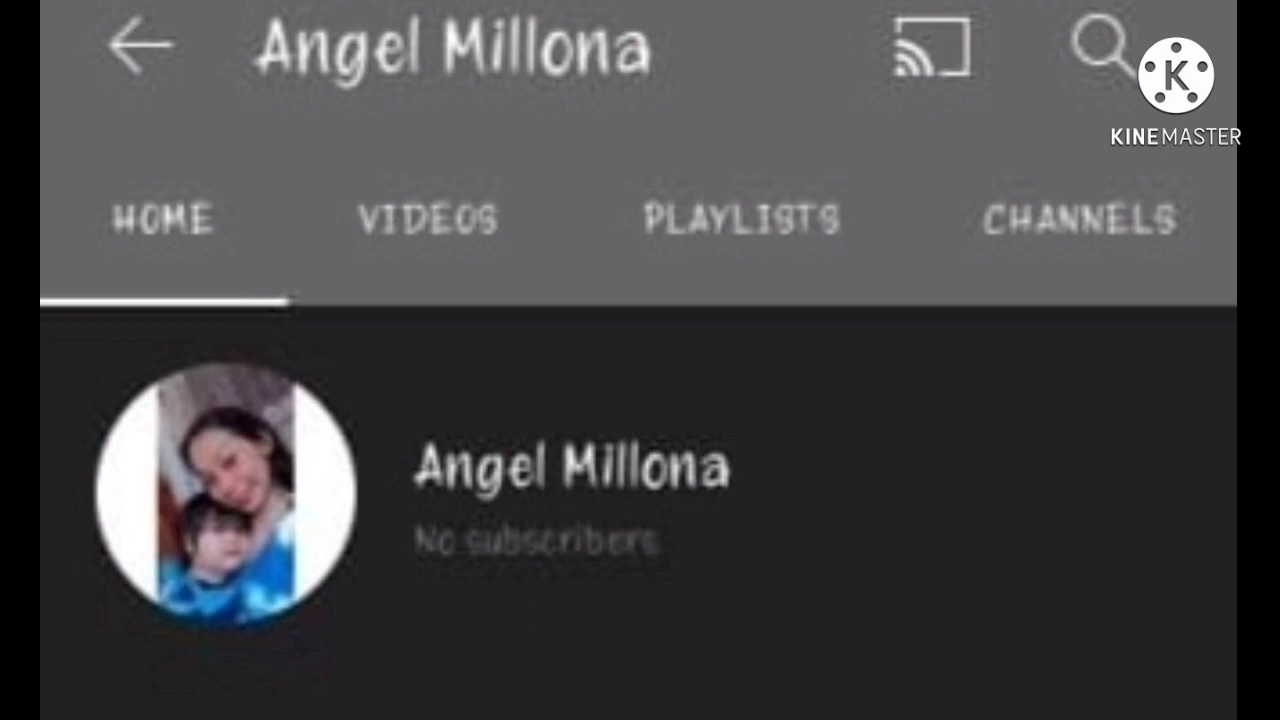 Angel Millona
KINEMASTER
HOME VIDEOS PLAYLISTS CHANNELS
Angel Millona
No subscribers